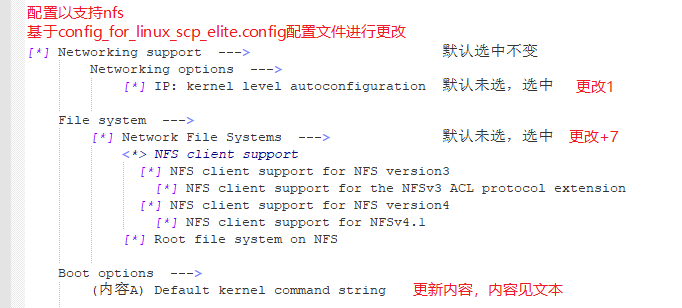 配置以支持nfs
基于config_for_linux_scp_elite.config配置文件进行更改
[*] Networking support  ---> 默认选中不变
Networking options  --->
[*] IP: kernel level autoconfiguration 默认未选，选中 更改1
File system  --->
[*] Network File Systems  ---> 默认未选，选中 更改+7
<*> NFS client support
[*] NFS client support for NFS version3
[*] NFS client support for the NFSv3 ACL protocol extension
[*] NFS client support for NFS version4
[*] NFS client support for NFSv4.1
[*] Root file system on NFS
Boot options  --->
(内容A) Default kernel command string 更新内容，内容见文本